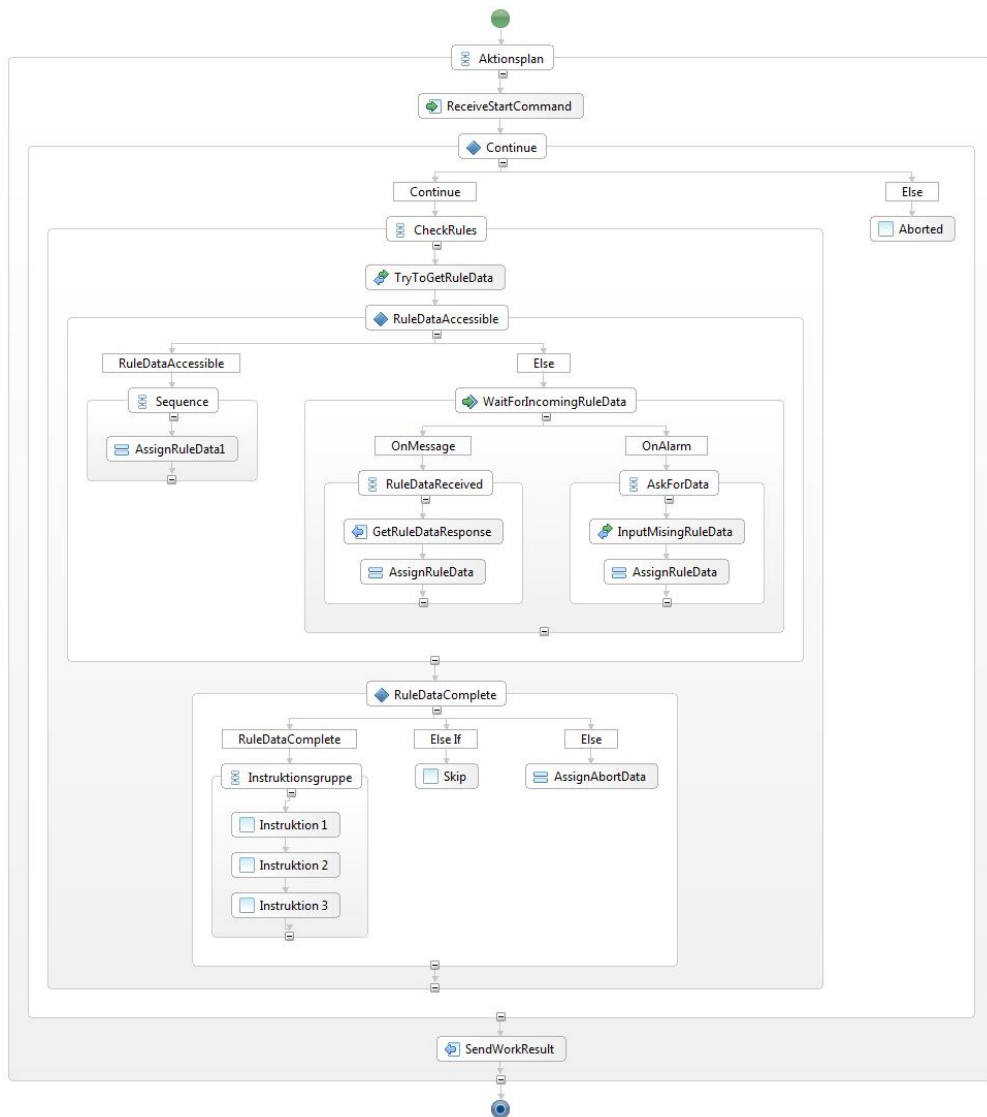 Aktionsplan
ReceiveStartCommand
Continue
Continue
Else
CheckRules
Aborted
TryToGetRuleData
RuleDataAccessible
RuleDataAccessible
Else
Sequence
WaitForIncomingRuleData
AssignRuleData1
OnMessage
OnAlarm
RuleDataReceived
AskForData
GetRuleDataResponse
InputMisingRuleData
AssignRuleData
AssignRuleData
RuleDataComplete
RuleDataComplete
Else If
Else
Instruktionsgruppe
Skip
AssignAbortData
Instruktion 1
Instruktion 2
Instruktion 3
SendWorkResult